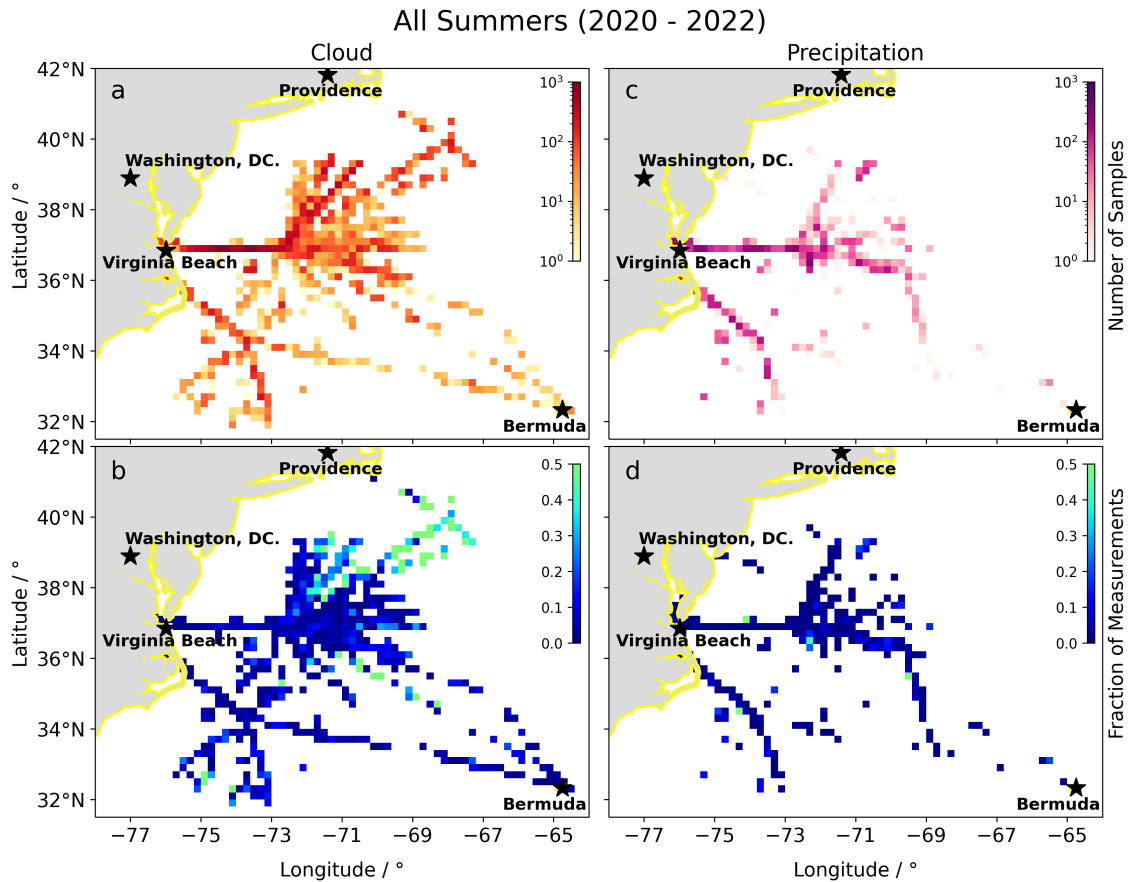 All Summers (2020 - 2022)
Cloud
Precipitation
42°N
40°N
38°N
36°N
34°N
32°N
Latitude / °
a
Providence
Washington, DC.
Virginia Beach
Bermuda
10³
10²
10¹
10⁰
c
Providence
Washington, DC.
Virginia Beach
Bermuda
10³
10²
10¹
10⁰
Number of Samples
42°N
40°N
38°N
36°N
34°N
32°N
Latitude / °
b
Providence
Washington, DC.
Virginia Beach
Bermuda
0.5
0.4
0.3
0.2
0.1
0.0
d
Providence
Washington, DC.
Virginia Beach
Bermuda
0.5
0.4
0.3
0.2
0.1
0.0
Fraction of Measurements
−77 −75 −73 −71 −69 −67 −65
−77 −75 −73 −71 −69 −67 −65
Longitude / °
Longitude / °